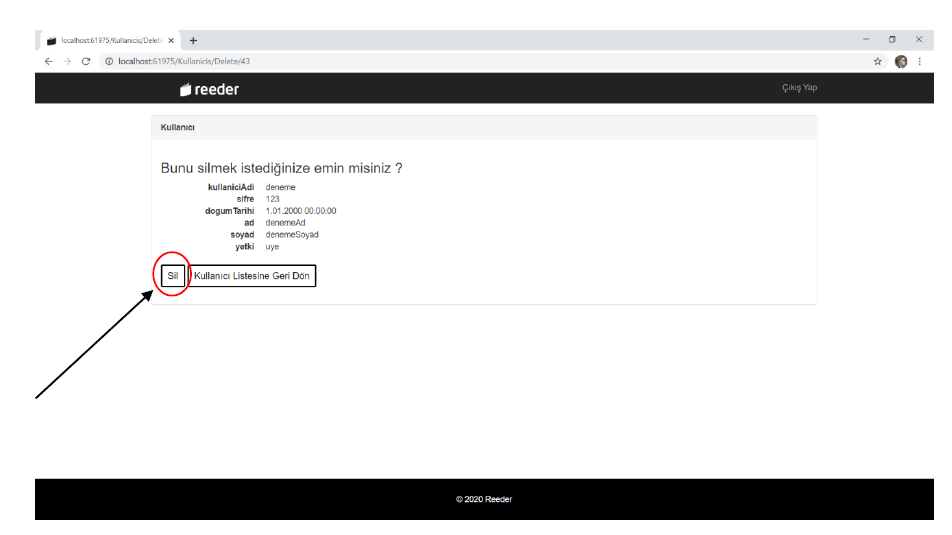 localhost:61975/Kullanicis/Delet
localhost:61975/Kullanicis/Delete/43
reeder
Çıkış Yap
Kullanıcı
Bunu silmek istediğinize emin misiniz ?
kullaniciAdi deneme
sifre 123
dogumTarihi 1.01.2000 00:00:00
ad denemeAd
soyad denemeSoyad
yetki uye
Sil Kullanıcı Listesine Geri Dön
© 2020 Reeder